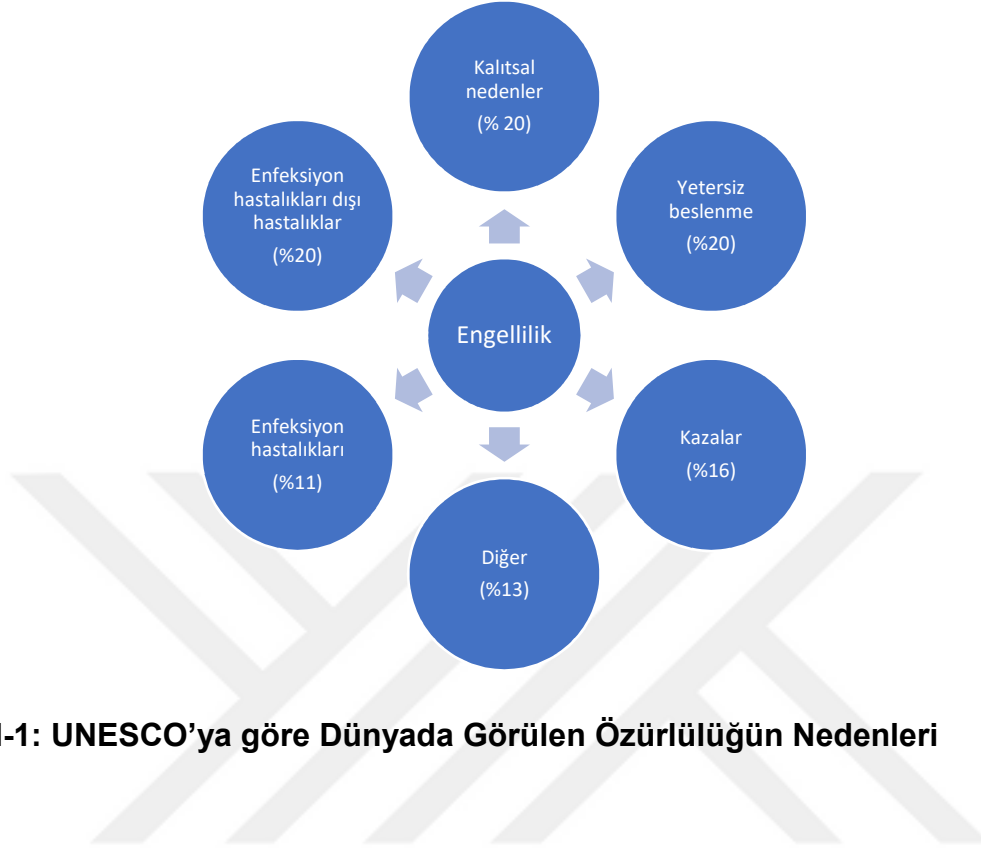 Kalıtsal
nedenler
(% 20)
Yetersiz
beslenme
(%20)
Kazalar
(%16)
Diğer
(%13)
Enfeksiyon
hastalıkları
(%11)
Enfeksiyon
hastalıkları dışı
hastalıklar
(%20)
Engellilik
-1: UNESCO’ya göre Dünyada Görülen Özürlülüğün Nedenleri